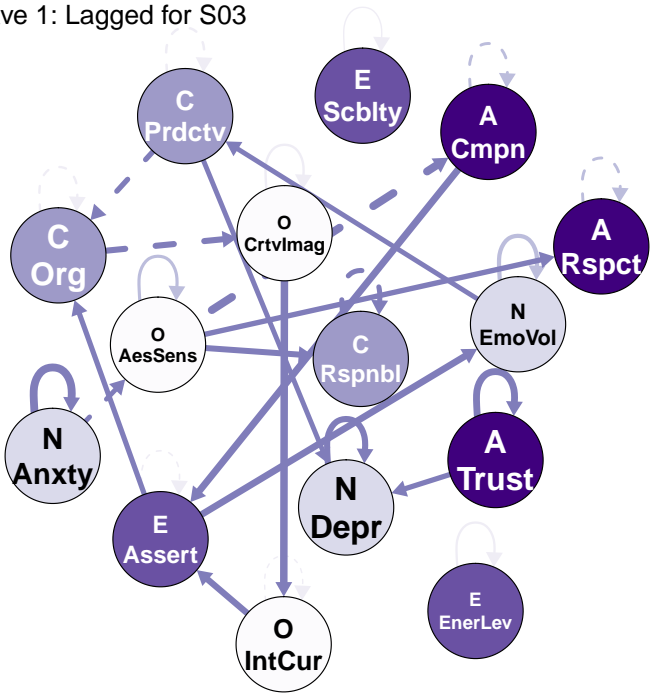 ve 1: Lagged for S03
C
Prdctv
E
Scblty
A
Cmpn
C
Org
O
CrtvImag
A
Rspct
O
AesSens
C
Rspnbl
N
EmoVol
N
Anxty
A
Trust
N
Depr
E
Assert
E
EnerLev
O
IntCur